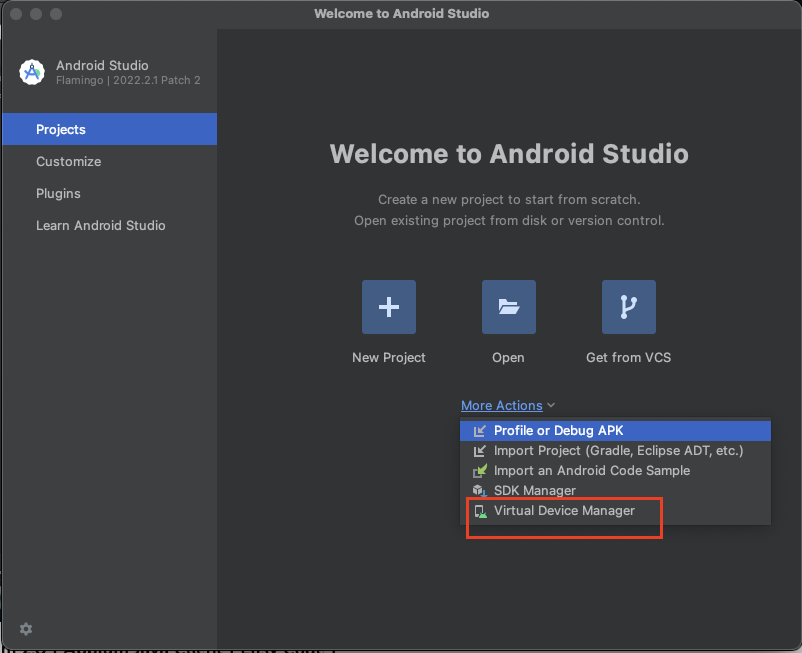 Welcome to Android Studio
Android Studio
Flamingo | 2022.2.1 Patch 2
Projects
Customize
Plugins
Learn Android Studio
Welcome to Android Studio
Create a new project to start from scratch.
Open existing project from disk or version control.
New Project
Open
Get from VCS
More Actions
Profile or Debug APK
Import Project (Gradle, Eclipse ADT, etc.)
Import an Android Code Sample
SDK Manager
Virtual Device Manager